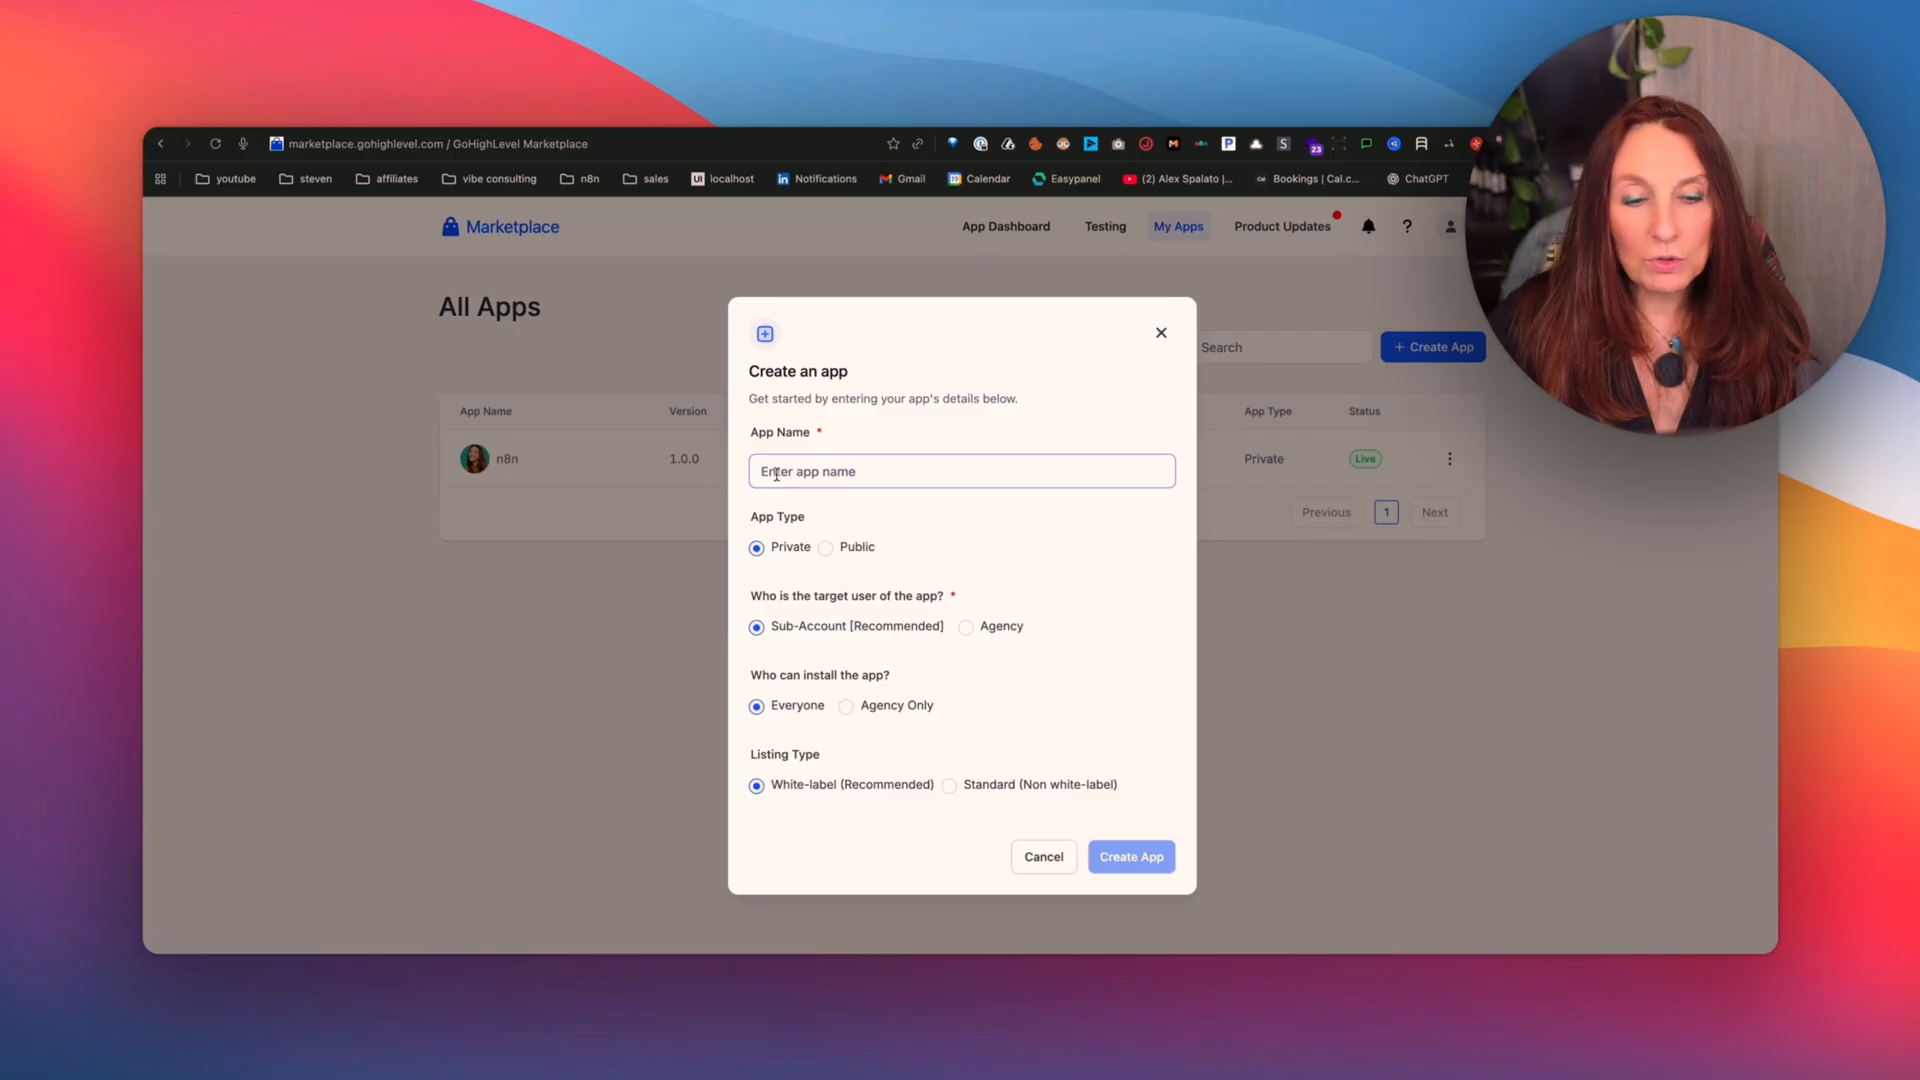 marketplace.gohighlevel.com / GoHighLevel Marketplace
23
youtube steven affiliates vibe consulting n8n sales UI localhost in Notifications Gmail Calendar Easypanel (2) Alex Spalato |... Cal Bookings | Cal.c... ChatGPT
Marketplace App Dashboard Testing My Apps Product Updates ?
All Apps
Search + Create App
Create an app
Get started by entering your app's details below.
App Name Version App Type Status
App Name *
n8n 1.0.0 Private Live
Enter app name
Previous 1 Next
App Type
Private Public
Who is the target user of the app? *
Sub-Account [Recommended] Agency
Who can install the app?
Everyone Agency Only
Listing Type
White-label (Recommended) Standard (Non white-label)
Cancel Create App